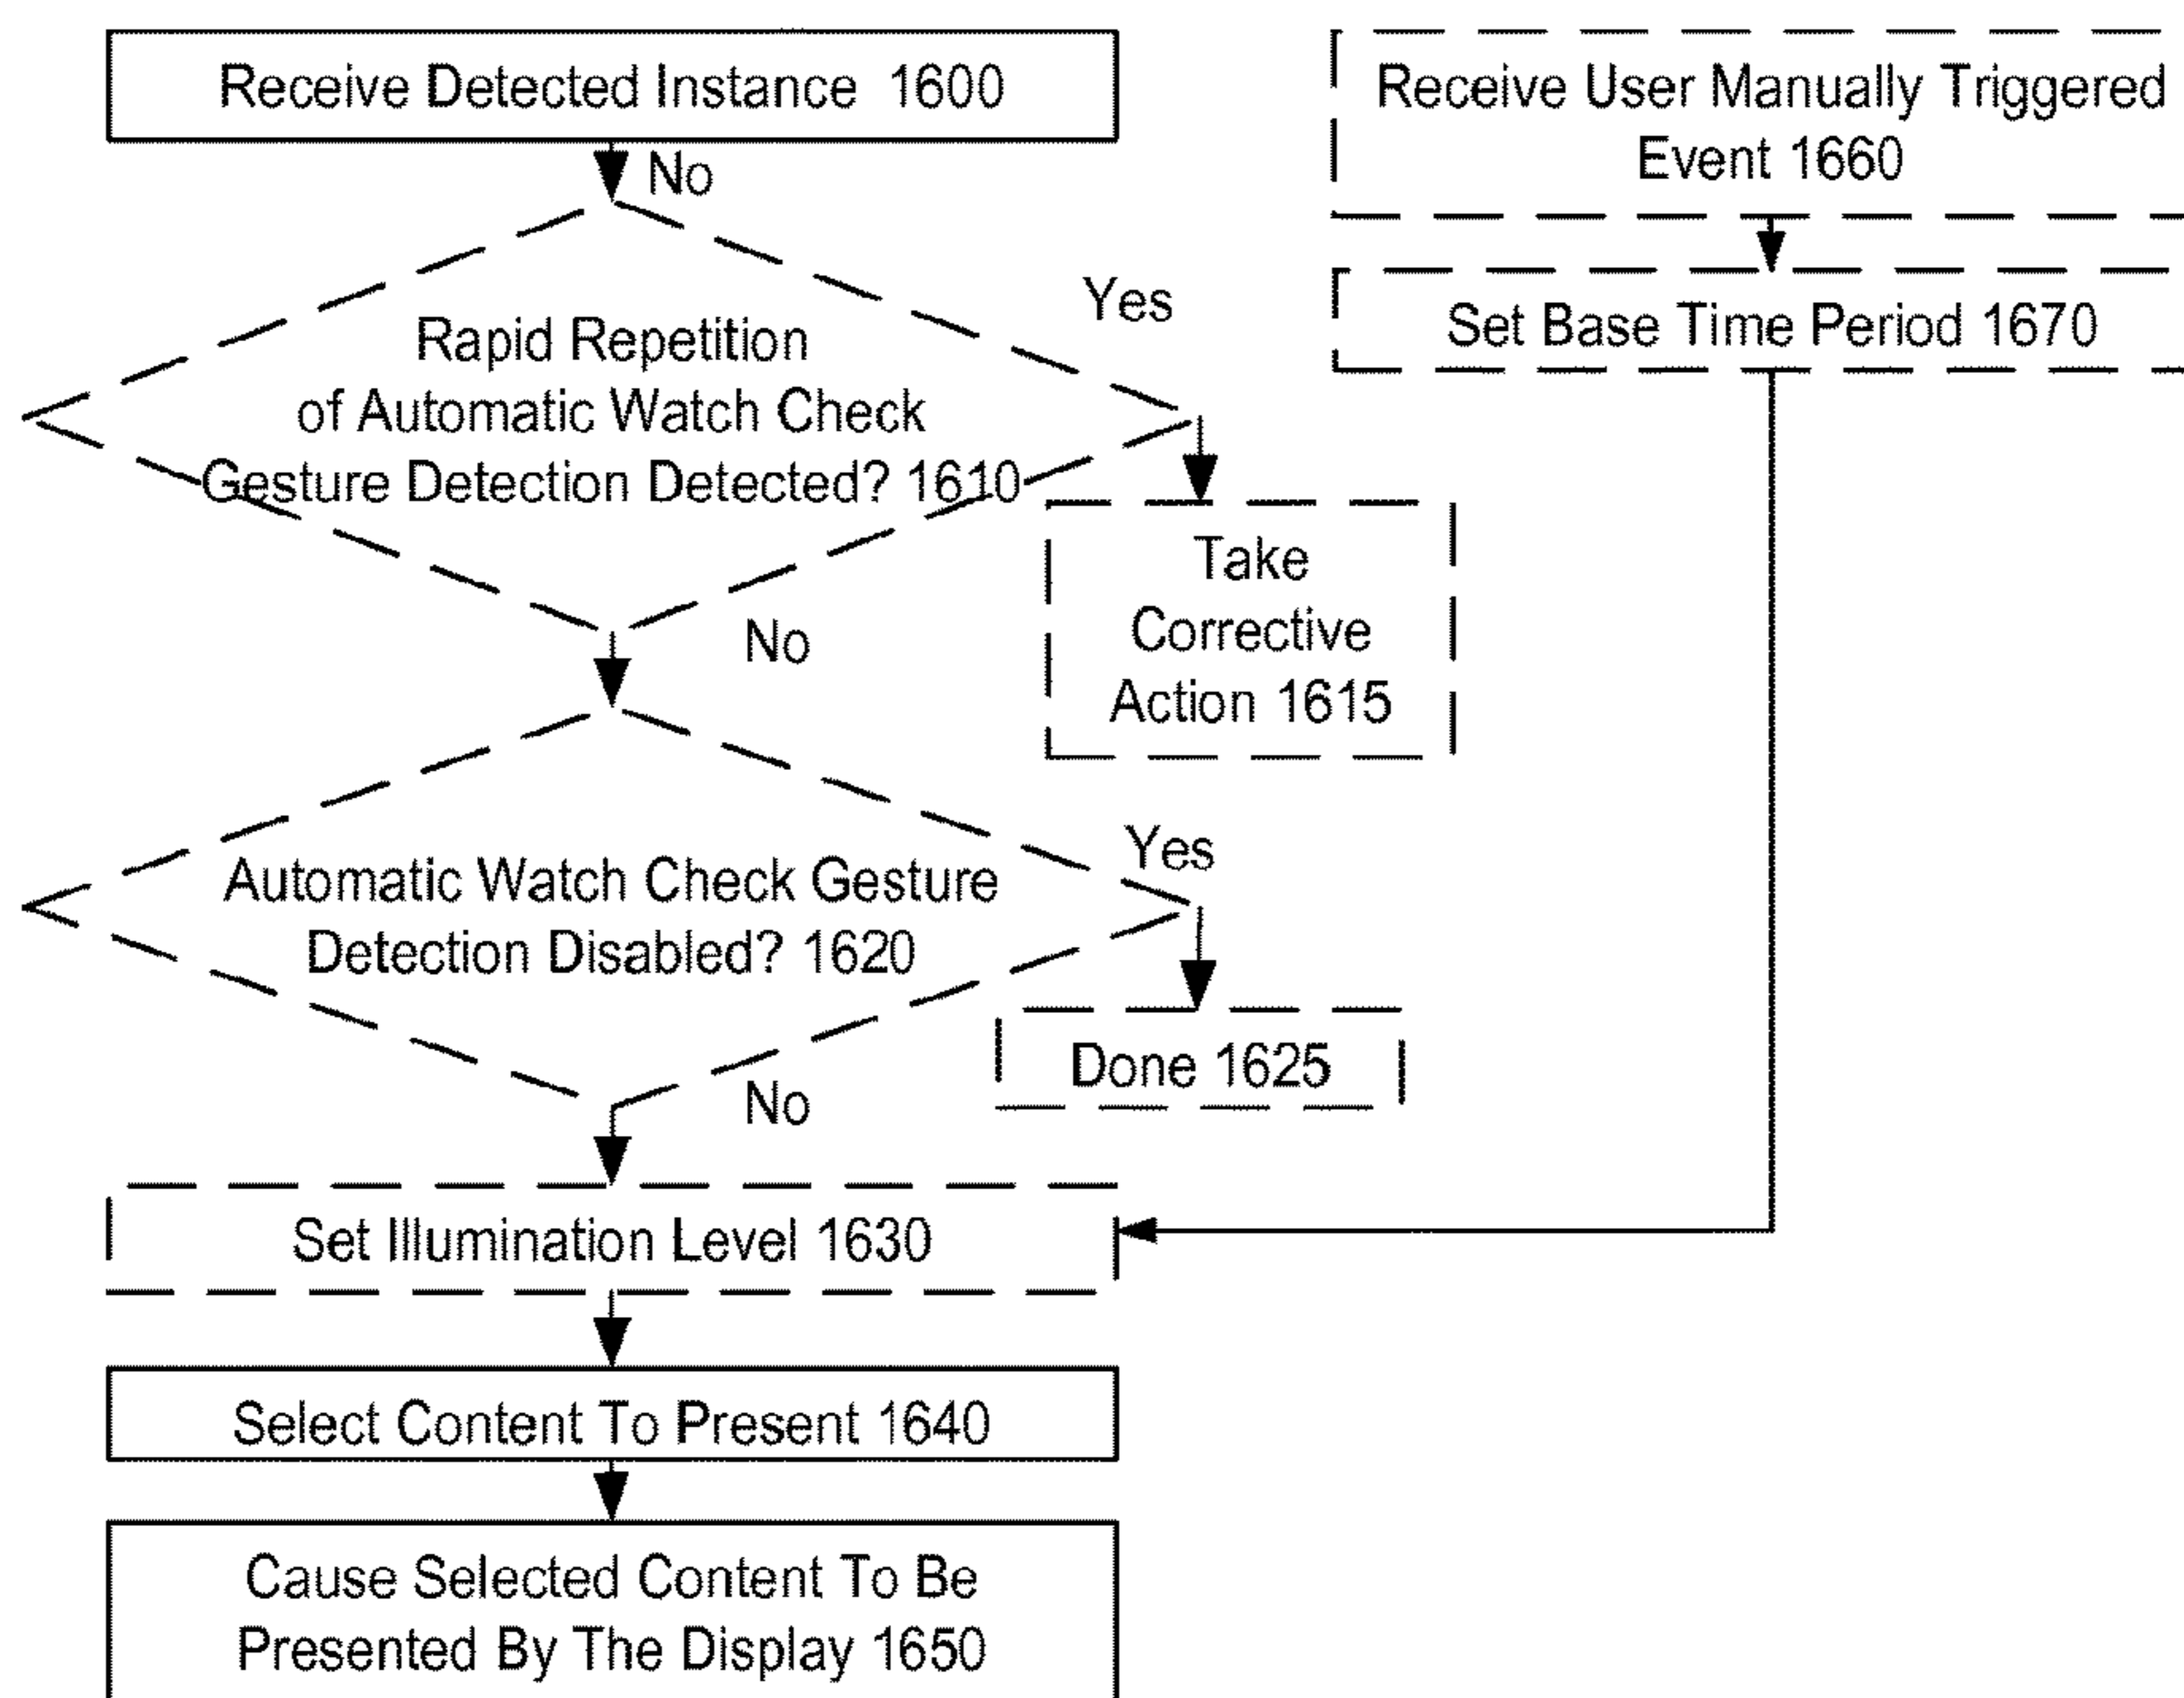 Receive Detected Instance 1600
No
Rapid Repetition
of Automatic Watch Check
Gesture Detection Detected? 1610
Yes
Take
Corrective
Action 1615
No
Automatic Watch Check Gesture
Detection Disabled? 1620
Yes
Done 1625
No
Set Illumination Level 1630
Select Content To Present 1640
Cause Selected Content To Be
Presented By The Display 1650
Receive User Manually Triggered
Event 1660
Set Base Time Period 1670